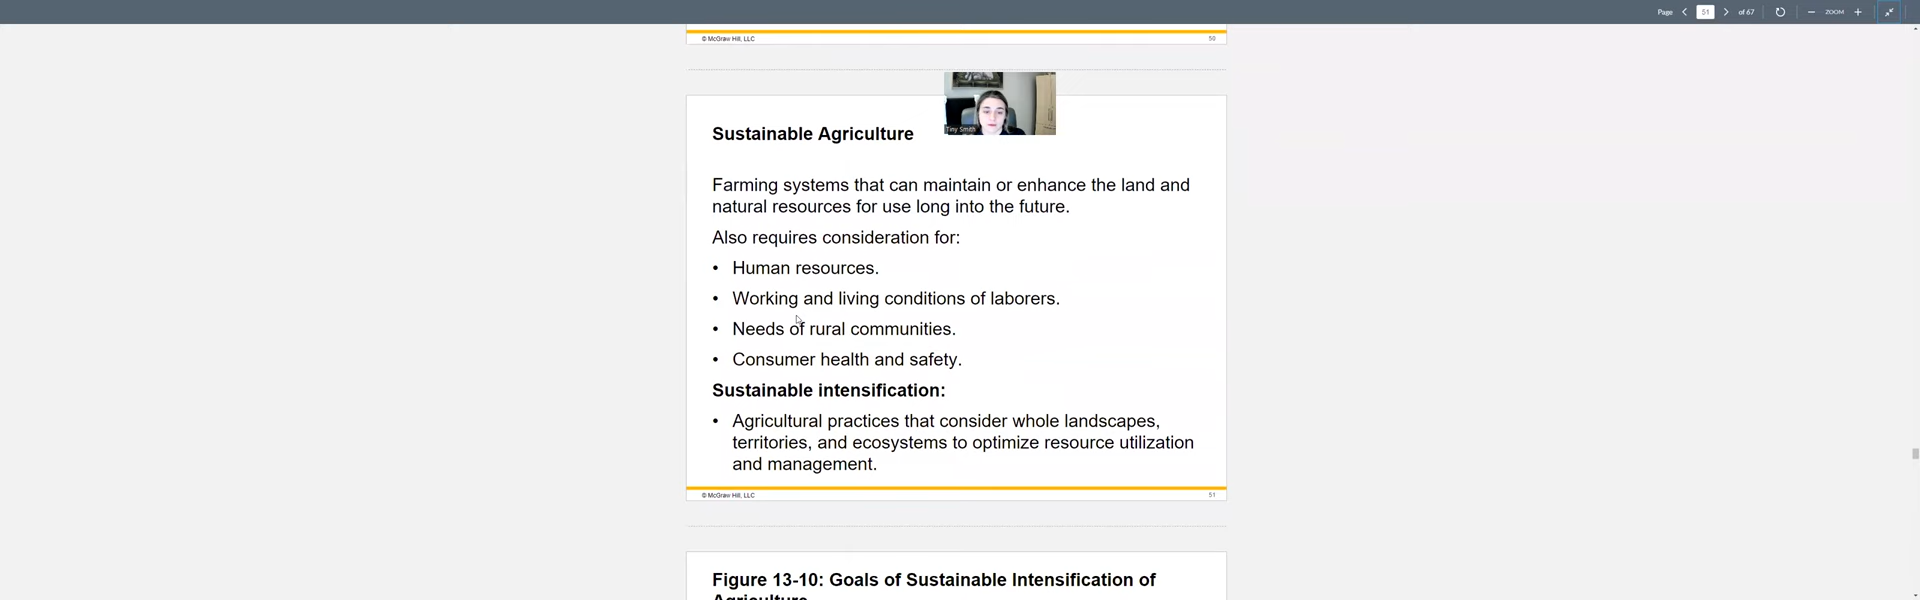 Page 51 of 67 ZOOM
© McGraw Hill, LLC 50
Tiny Smith
Sustainable Agriculture
Farming systems that can maintain or enhance the land and
natural resources for use long into the future.
Also requires consideration for:
• Human resources.
• Working and living conditions of laborers.
• Needs of rural communities.
• Consumer health and safety.
Sustainable intensification:
• Agricultural practices that consider whole landscapes,
territories, and ecosystems to optimize resource utilization
and management.
© McGraw Hill, LLC 51
Figure 13-10: Goals of Sustainable Intensification of
Agriculture